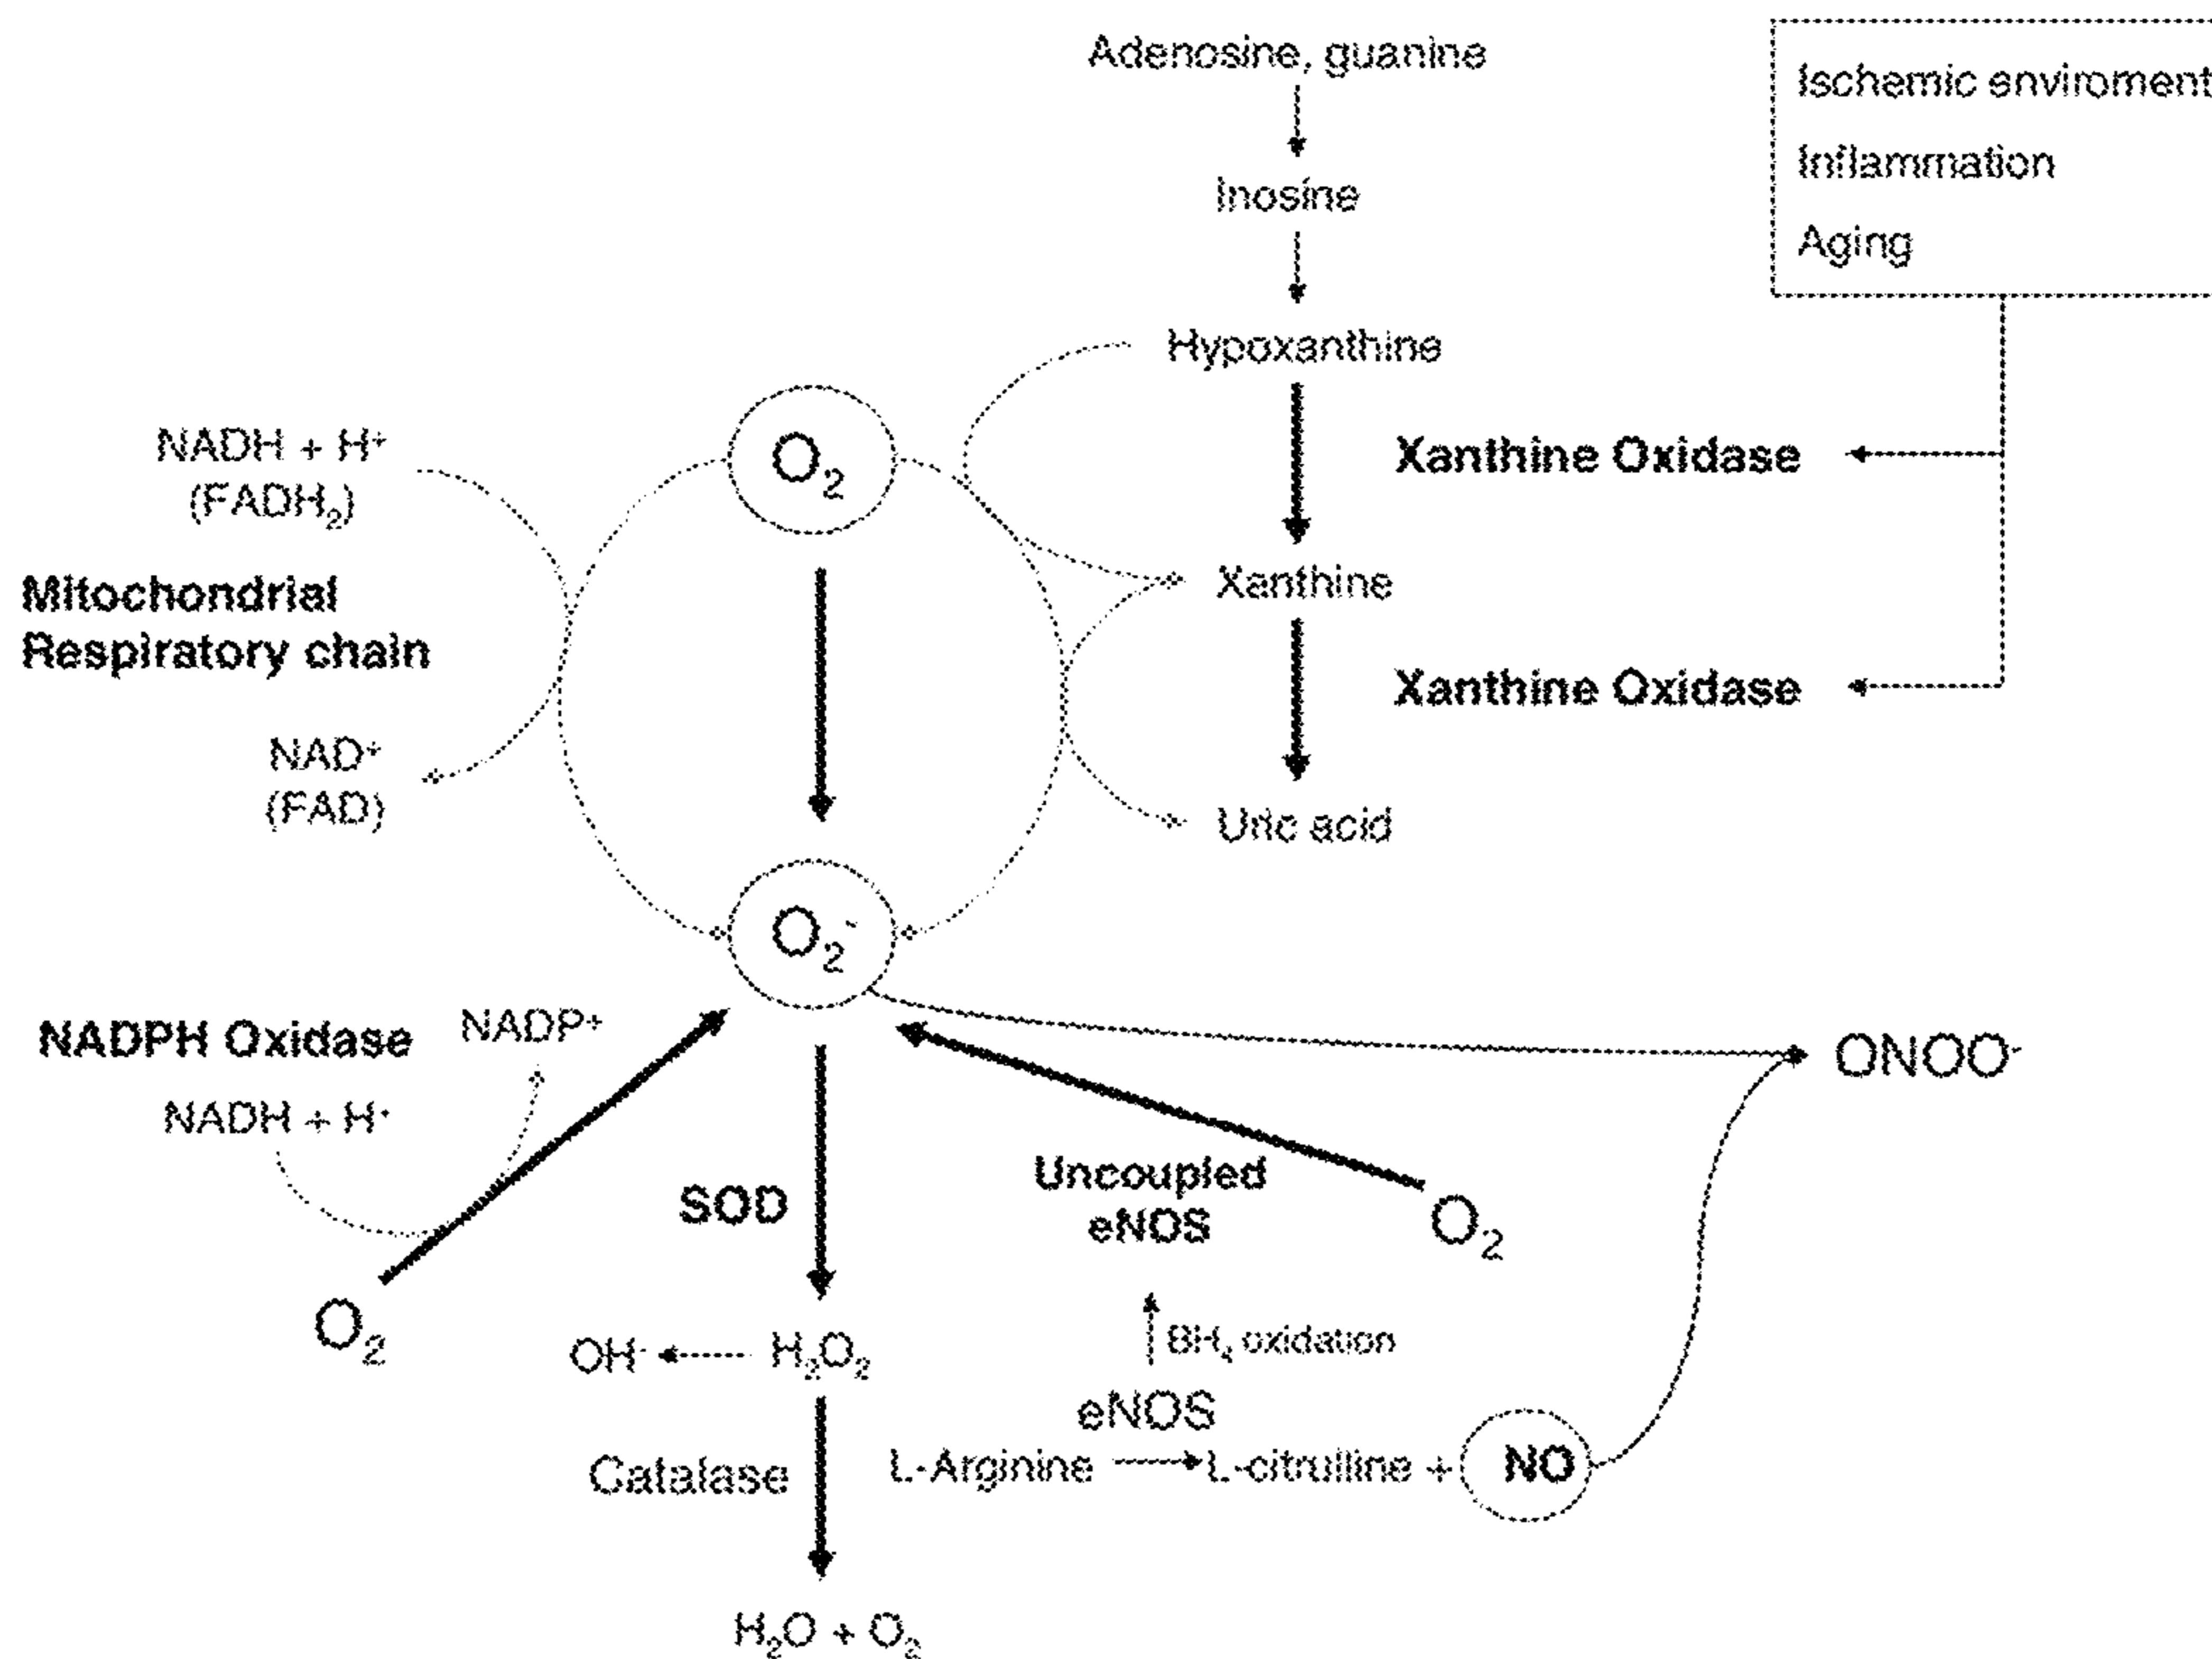 Adenosine, guanine
Ischemic enviroment
Inflammation
Aging
Inosine
Hypoxanthine
NADH + H⁺
(FADH₂)
O₂
Xanthine Oxidase
Mitochondrial
Respiratory chain
Xanthine
Xanthine Oxidase
NAD⁺
(FAD)
Uric acid
O₂⁻
NADPH Oxidase
NADP⁺
ONOO⁻
NADH + H⁺
SOD
Uncoupled
eNOS
O₂
O₂
OH⁻
H₂O₂
BH₄ oxidation
eNOS
Catalase
L-Arginine
L-citrulline +
NO
H₂O + O₂